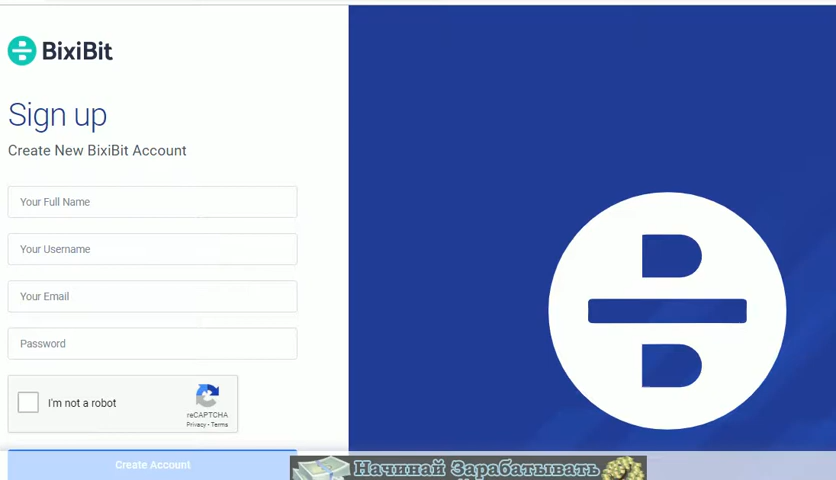 BixiBit
Sign up
Create New BixiBit Account
Your Full Name
Your Username
Your Email
Password
I'm not a robot
reCAPTCHA
Privacy - Terms
Create Account
Начинай Зарабатывать